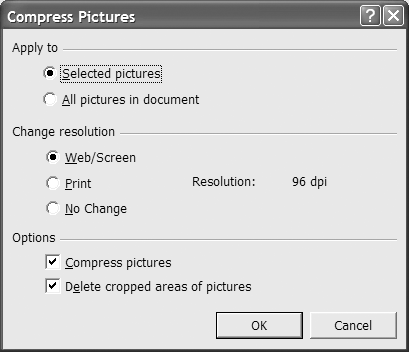 Compress Pictures
Apply to
Selected pictures
All pictures in document
Change resolution
Web/Screen
Print Resolution: 96 dpi
No Change
Options
Compress pictures
Delete cropped areas of pictures
OK Cancel